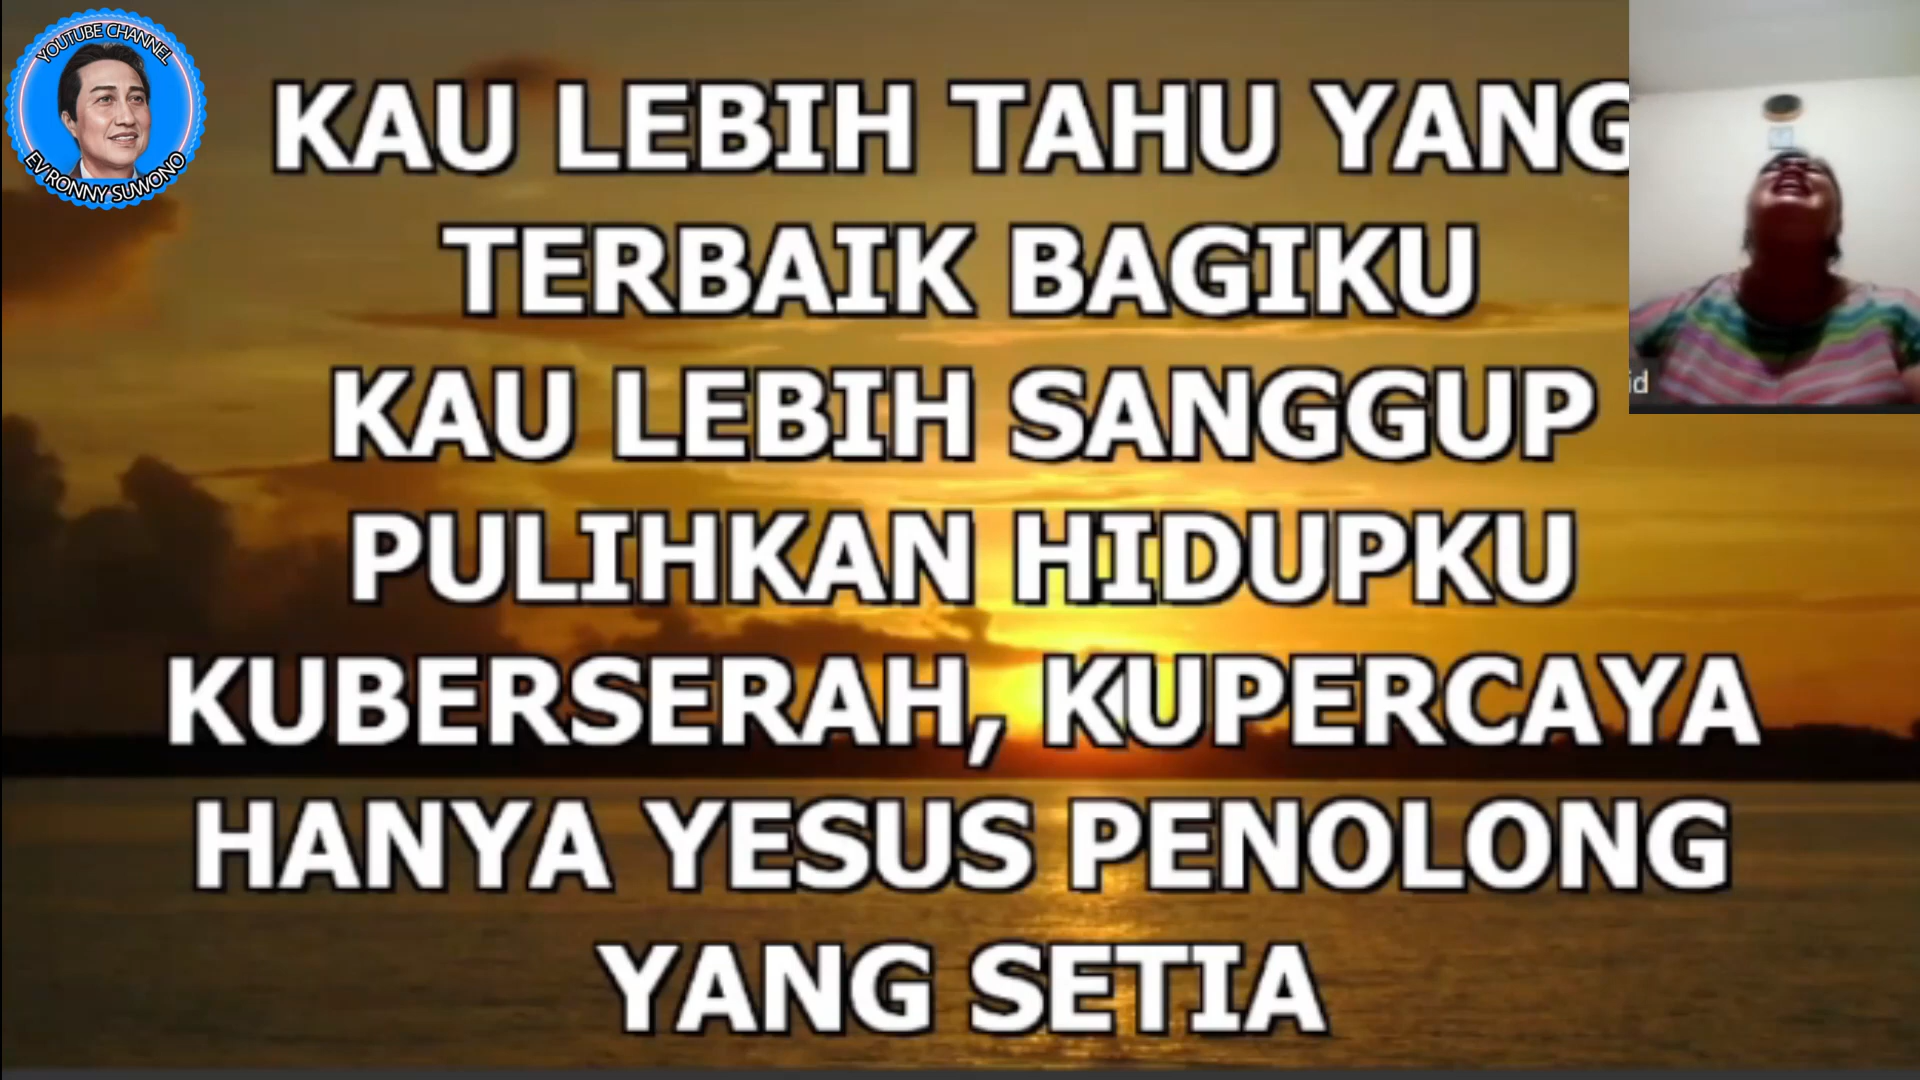 YOUTUBE CHANNEL
EV RONNY SUWONO
KAU LEBIH TAHU YANG
TERBAIK BAGIKU
KAU LEBIH SANGGUP
PULIHKAN HIDUPKU
KUBERSERAH, KUPERCAYA
HANYA YESUS PENOLONG
YANG SETIA
id